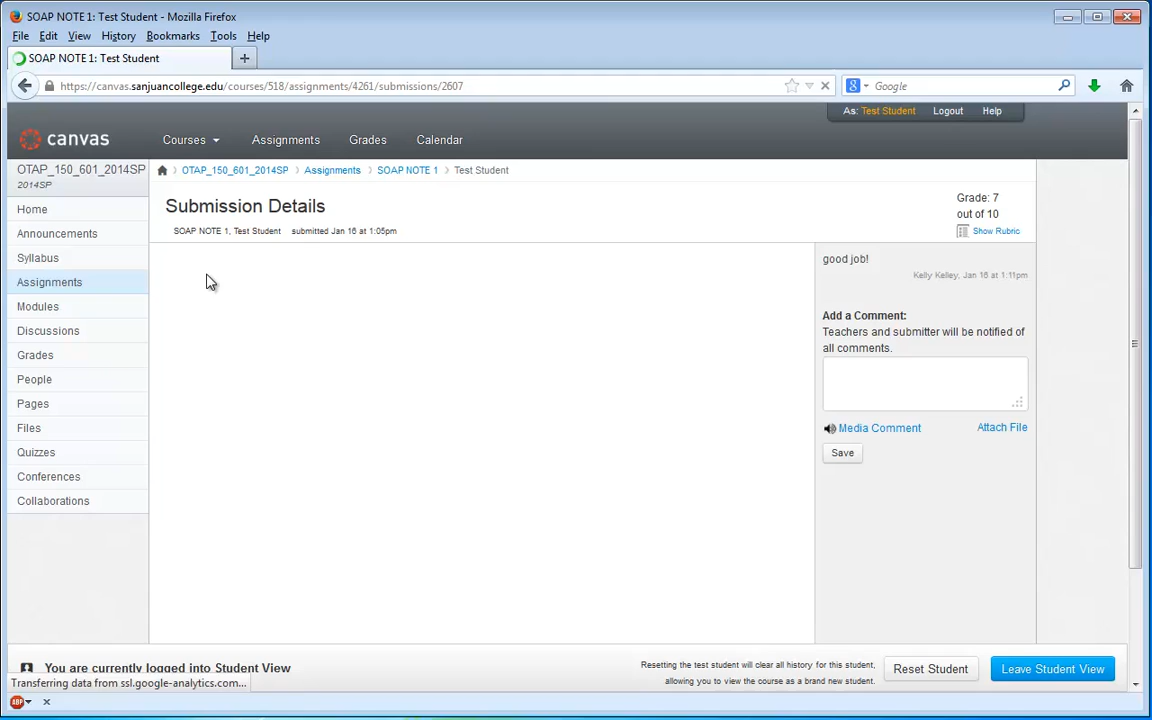 SOAP NOTE 1: Test Student - Mozilla Firefox
File Edit View History Bookmarks Tools Help
SOAP NOTE 1: Test Student
https://canvas.sanjuancollege.edu/courses/518/assignments/4261/submissions/2607
Google
As: Test Student Logout Help
canvas Courses Assignments Grades Calendar
OTAP_150_601_2014SP
2014SP
OTAP_150_601_2014SP Assignments SOAP NOTE 1 Test Student
Home
Announcements
Syllabus
Assignments
Modules
Discussions
Grades
People
Pages
Files
Quizzes
Conferences
Collaborations
Submission Details
SOAP NOTE 1, Test Student submitted Jan 16 at 1:05pm
Grade: 7
out of 10
Show Rubric
good job!
Kelly Kelley, Jan 16 at 1:11pm
Add a Comment:
Teachers and submitter will be notified of
all comments.
Media Comment Attach File
Save
You are currently logged into Student View
Resetting the test student will clear all history for this student,
allowing you to view the course as a brand new student.
Reset Student
Leave Student View
Transferring data from ssl.google-analytics.com...
ABP